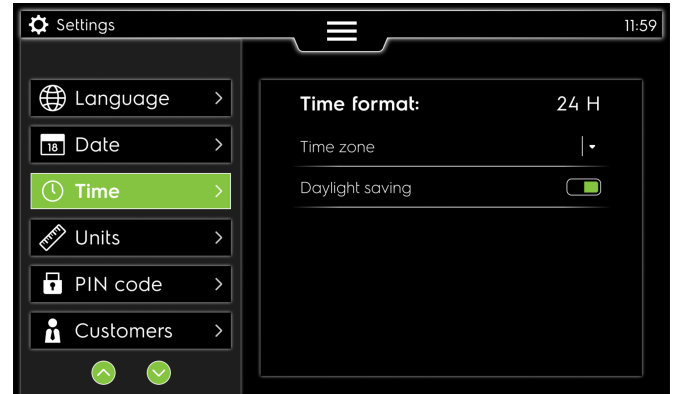 Settings
11:59
Language
18 Date
Time
Units
PIN code
Customers
Time format: 24 H
Time zone
Daylight saving